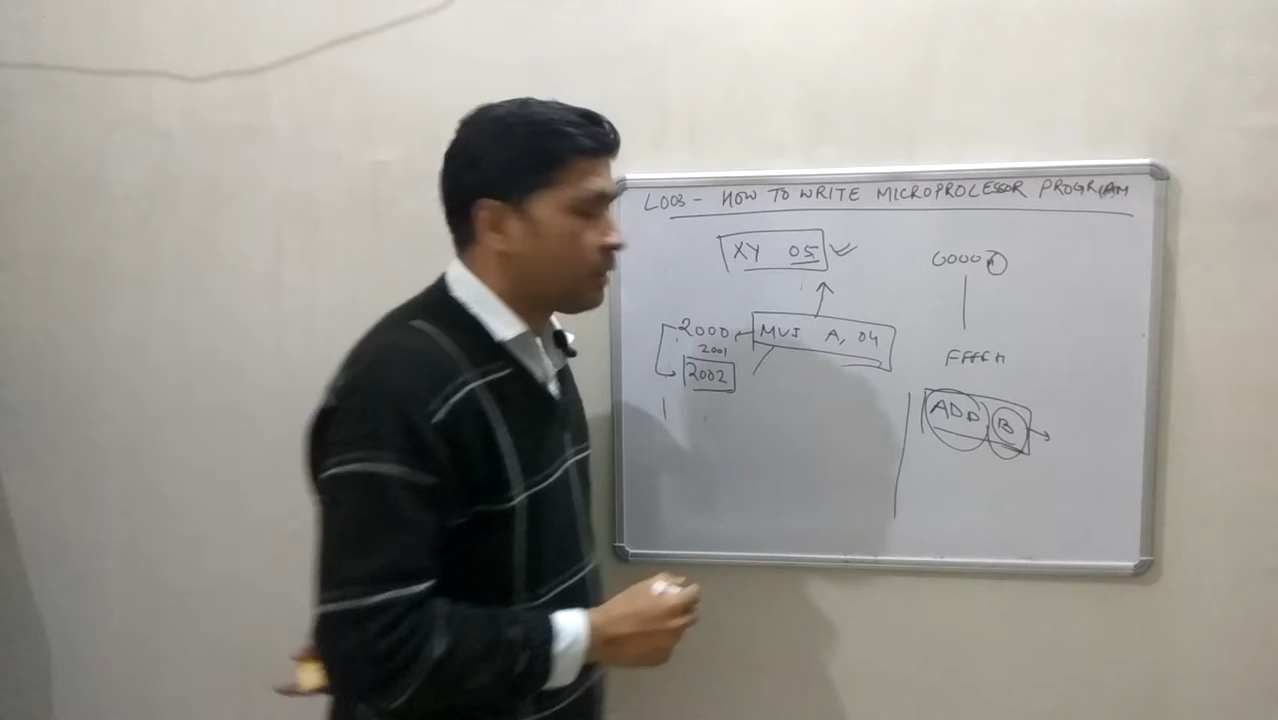 L003 - HOW TO WRITE MICROPROCESSOR PROGRAM
XY 05
0000H
2000 MVI A, 04
2001
FFFFH
2002
ADD B